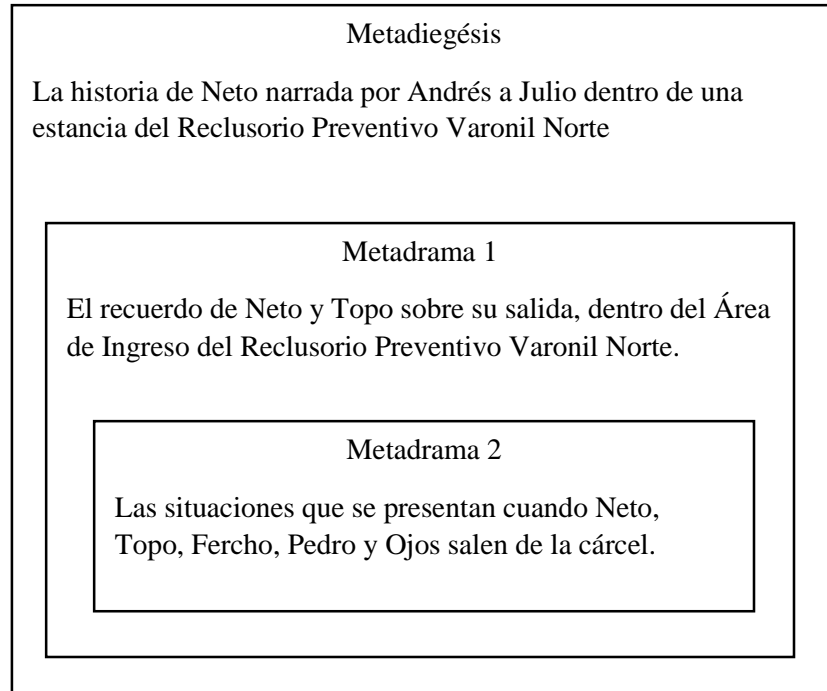 Metadiegésis
La historia de Neto narrada por Andrés a Julio dentro de una
estancia del Reclusorio Preventivo Varonil Norte
Metadrama 1
El recuerdo de Neto y Topo sobre su salida, dentro del Área
de Ingreso del Reclusorio Preventivo Varonil Norte.
Metadrama 2
Las situaciones que se presentan cuando Neto,
Topo, Fercho, Pedro y Ojos salen de la cárcel.